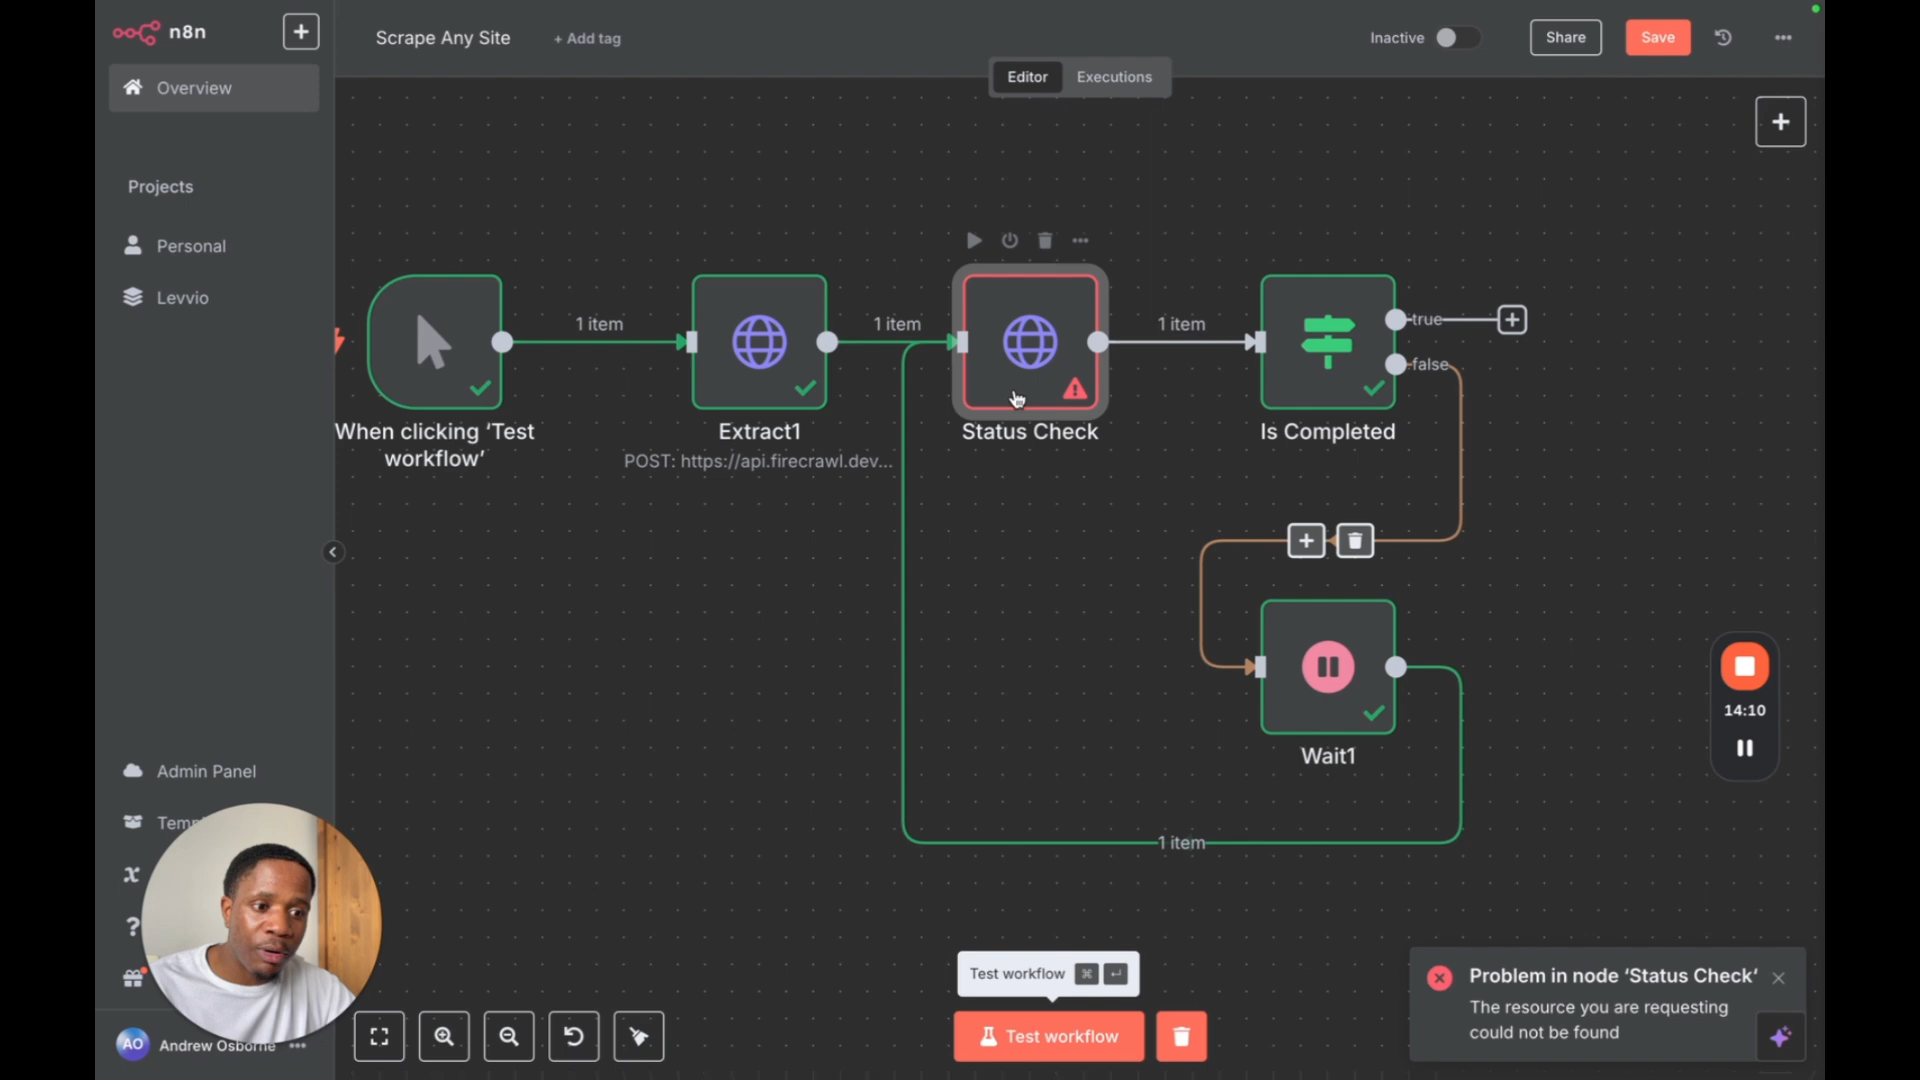 n8n
Scrape Any Site
+ Add tag
Inactive
Share
Save
Editor
Executions
Overview
Projects
Personal
Levvio
1 item
1 item
1 item
true
false
When clicking ‘Test
workflow’
Extract1
POST: https://api.firecrawl.dev...
Status Check
Is Completed
14:10
Wait1
1 item
Admin Panel
Andrew Osborne
AO
Test workflow
Test workflow
Problem in node ‘Status Check’
The resource you are requesting
could not be found